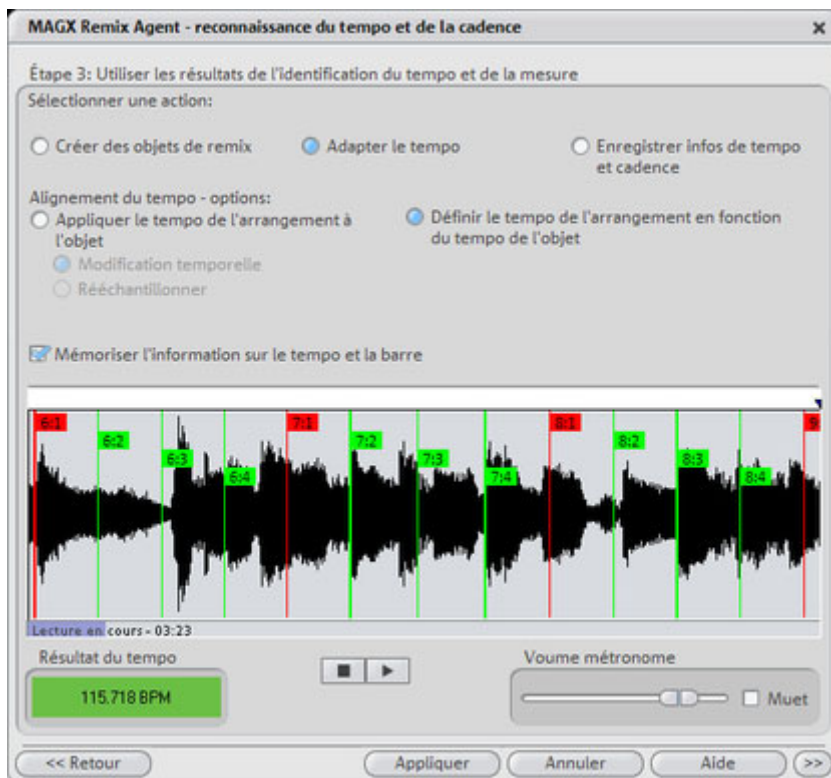 MAGX Remix Agent - reconnaissance du tempo et de la cadence
Étape 3: Utiliser les résultats de l'identification du tempo et de la mesure
Sélectionner une action:
Créer des objets de remix
Adapter le tempo
Enregistrer infos de tempo
et cadence
Alignement du tempo - options:
Appliquer le tempo de l'arrangement à
l'objet
Définir le tempo de l'arrangement en fonction
du tempo de l'objet
Modification temporelle
Rééchantillonner
Mémoriser l'information sur le tempo et la barre
6:1
6:2
6:3
6:4
7:1
7:2
7:3
7:4
8:1
8:2
8:3
8:4
9
Lecture en cours - 03:23
Résultat du tempo
115.718 BPM
Voume métronome
Muet
<< Retour
Appliquer
Annuler
Aide
>>